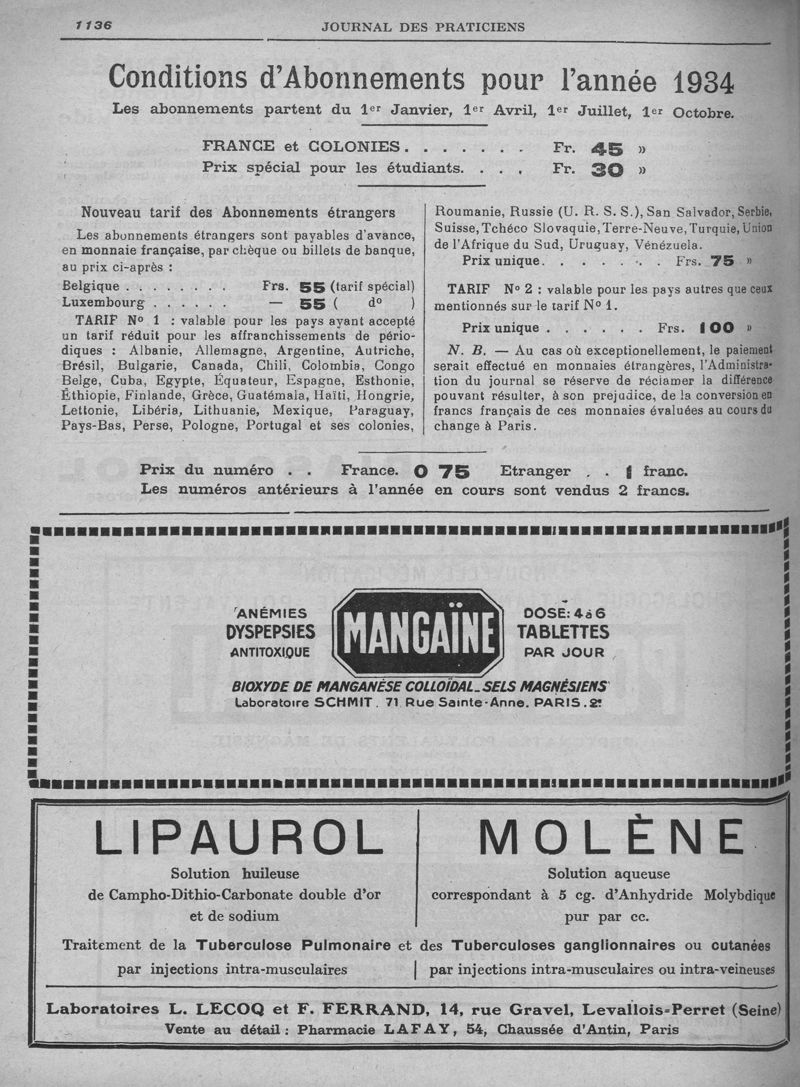 1136
JOURNAL DES PRATICIENS
Conditions d'Abonnements pour l'année 1934
Les abonnements partent du 1er Janvier, 1er Avril, 1er Juillet, 1er Octobre.
FRANCE et COLONIES. . . . . . . Fr. 45 »
Prix spécial pour les étudiants. . . . Fr. 30 »
Nouveau tarif des Abonnements étrangers
Les abonnements étrangers sont payables d'avance,
en monnaie française, par chèque ou billets de banque,
au prix ci-après :
Belgique . . . . . . . . Frs. 55 (tarif spécial)
Luxembourg . . . . . . — 55 ( do )
TARIF No 1 : valable pour les pays ayant accepté
un tarif réduit pour les affranchissements de pério-
diques : Albanie, Allemagne, Argentine, Autriche,
Brésil, Bulgarie, Canada, Chili, Colombia, Congo
Belge, Cuba, Egypte, Équateur, Espagne, Esthonie,
Éthiopie, Finlande, Grèce, Guatémala, Haïti, Hongrie,
Lettonie, Libéria, Lithuanie, Mexique, Paraguay,
Pays-Bas, Perse, Pologne, Portugal et ses colonies,
Roumanie, Russie (U. R. S. S.), San Salvador, Serbie,
Suisse, Tchéco Slovaquie, Terre-Neuve, Turquie, Union
de l'Afrique du Sud, Uruguay, Vénézuela.
Prix unique. . . . . . . . Frs. 75 »
TARIF No 2 : valable pour les pays autres que ceux
mentionnés sur le tarif No 1.
Prix unique . . . . . . Frs. 100 »
N. B. — Au cas où exceptionellement, le paiement
serait effectué en monnaies étrangères, l'Administra-
tion du journal se réserve de réclamer la différence
pouvant résulter, à son prejudice, de la conversion en
francs français de ces monnaies évaluées au cours du
change à Paris.
Prix du numéro . . France. 0 75 Etranger . . 1 franc.
Les numéros antérieurs à l'année en cours sont vendus 2 francs.
ANÉMIES
DYSPEPSIES
ANTITOXIQUE
MANGAÏNE
DOSE: 4 à 6
TABLETTES
PAR JOUR
BIOXYDE DE MANGANÉSE COLLOÏDAL_SELS MAGNÉSIENS
Laboratoire SCHMIT. 71 Rue Sainte-Anne. PARIS.2e
LIPAUROL
Solution huileuse
de Campho-Dithio-Carbonate double d'or
et de sodium
MOLÈNE
Solution aqueuse
correspondant à 5 cg. d'Anhydride Molybdique
pur par cc.
Traitement de la Tuberculose Pulmonaire et des Tuberculoses ganglionnaires ou cutanées
par injections intra-musculaires | par injections intra-musculaires ou intra-veineuses
Laboratoires L. LECOQ et F. FERRAND, 14, rue Gravel, Levallois-Perret (Seine)
Vente au détail : Pharmacie LAFAY, 54, Chaussée d'Antin, Paris